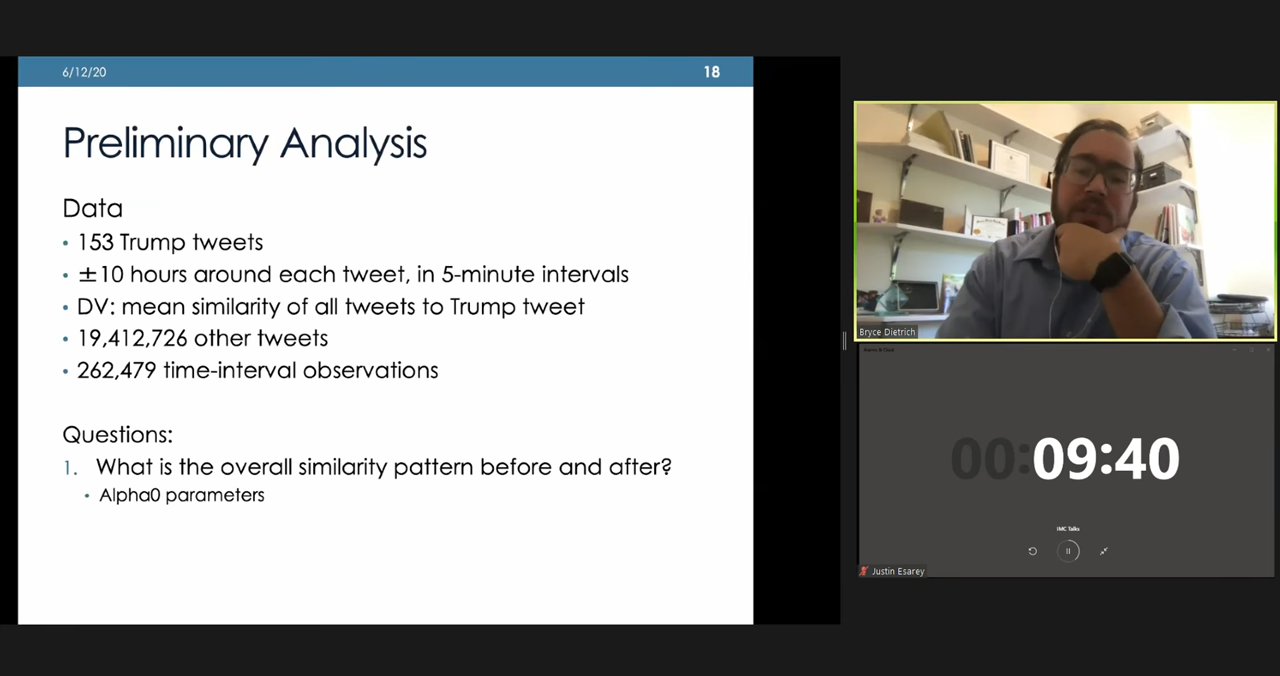 6/12/20
18
Preliminary Analysis
Data
• 153 Trump tweets
• ±10 hours around each tweet, in 5-minute intervals
• DV: mean similarity of all tweets to Trump tweet
• 19,412,726 other tweets
• 262,479 time-interval observations
Questions:
1. What is the overall similarity pattern before and after?
• Alpha0 parameters
Bryce Dietrich
Alarms & Clock
00:09:40
IMC Talks
Justin Esarey